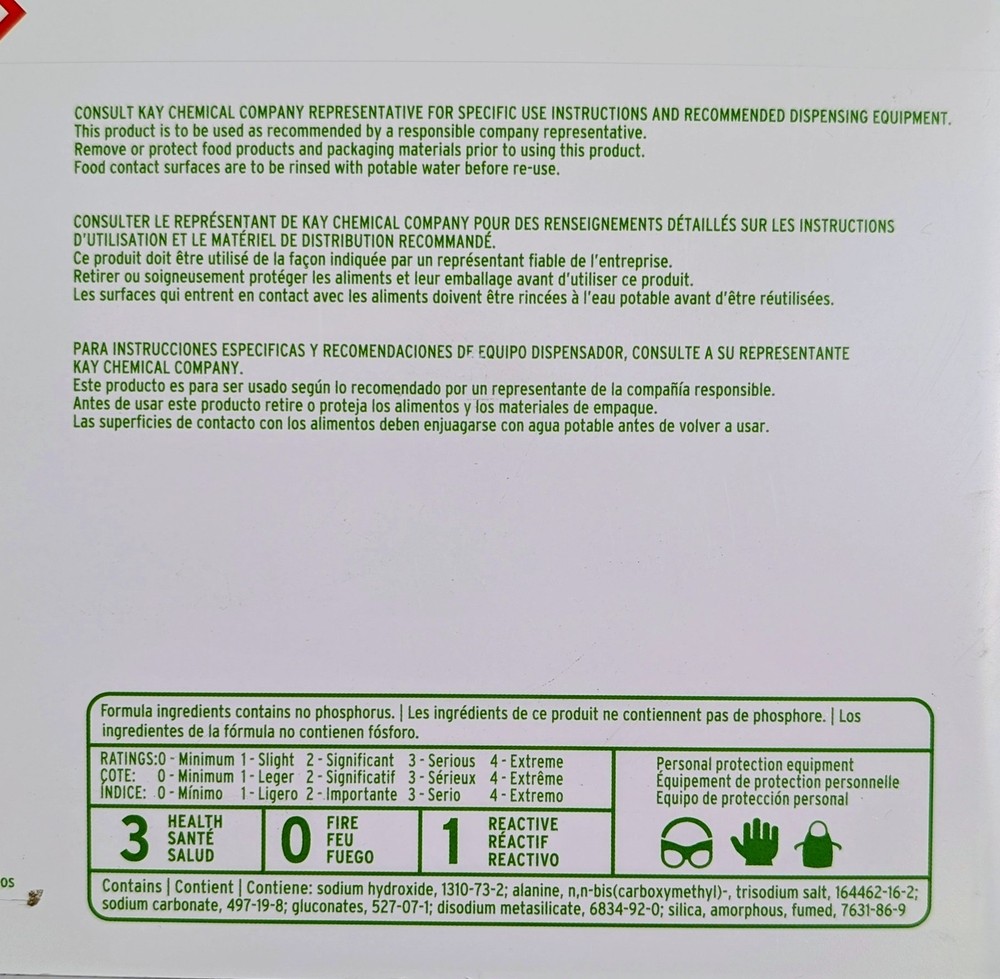 CONSULT KAY CHEMICAL COMPANY REPRESENTATIVE FOR SPECIFIC USE INSTRUCTIONS AND RECOMMENDED DISPENSING EQUIPMENT.
This product is to be used as recommended by a responsible company representative.
Remove or protect food products and packaging materials prior to using this product.
Food contact surfaces are to be rinsed with potable water before re-use.
CONSULTER LE REPRÉSENTANT DE KAY CHEMICAL COMPANY POUR DES RENSEIGNEMENTS DÉTAILLÉS SUR LES INSTRUCTIONS
D'UTILISATION ET LE MATÉRIEL DE DISTRIBUTION RECOMMANDÉ.
Ce produit doit être utilisé de la façon indiquée par un représentant fiable de l'entreprise.
Retirer ou soigneusement protéger les aliments et leur emballage avant d'utiliser ce produit.
Les surfaces qui entrent en contact avec les aliments doivent être rincées à l'eau potable avant d'être réutilisées.
PARA INSTRUCCIONES ESPECIFICAS Y RECOMENDACIONES DE EQUIPO DISPENSADOR, CONSULTE A SU REPRESENTANTE
KAY CHEMICAL COMPANY.
Este producto es para ser usado según lo recomendado por un representante de la compañía responsible.
Antes de usar este producto retire o proteja los alimentos y los materiales de empaque.
Las superficies de contacto con los alimentos deben enjuagarse con agua potable antes de volver a usar.
Formula ingredients contains no phosphorus. | Les ingrédients de ce produit ne contiennent pas de phosphore. | Los
ingredientes de la fórmula no contienen fósforo.
RATINGS:0 - Minimum 1 - Slight 2 - Significant 3 - Serious 4 - Extreme
COTE: 0 - Minimum 1 - Leger 2 - Significatif 3 - Sérieux 4 - Extrême
ÍNDICE: 0 - Mínimo 1 - Ligero 2 - Importante 3 - Serio 4 - Extremo
Personal protection equipment
Équipement de protection personnelle
Equipo de protección personal
3 HEALTH
SANTÉ
SALUD
0 FIRE
FEU
FUEGO
1 REACTIVE
RÉACTIF
REACTIVO
os
Contains | Contient | Contiene: sodium hydroxide, 1310-73-2; alanine, n,n-bis(carboxymethyl)-, trisodium salt, 164462-16-2;
sodium carbonate, 497-19-8; gluconates, 527-07-1; disodium metasilicate, 6834-92-0; silica, amorphous, fumed, 7631-86-9